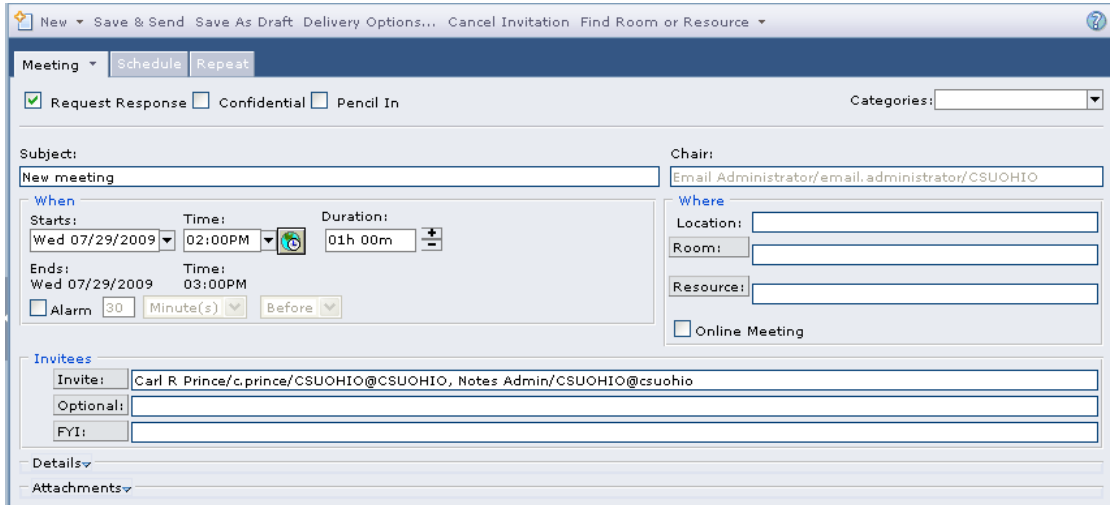 New Save & Send Save As Draft Delivery Options... Cancel Invitation Find Room or Resource ?
Meeting Schedule Repeat
Request Response Confidential Pencil In Categories:
Subject: Chair:
New meeting Email Administrator/email.administrator/CSUOHIO
When Where
Starts: Time: Duration: Location:
Wed 07/29/2009 02:00PM 01h 00m
Room:
Ends: Time:
Wed 07/29/2009 03:00PM Resource:
Alarm 30 Minute(s) Before
Online Meeting
Invitees
Invite: Carl R Prince/c.prince/CSUOHIO@CSUOHIO, Notes Admin/CSUOHIO@csuohio
Optional:
FYI:
Details
Attachments